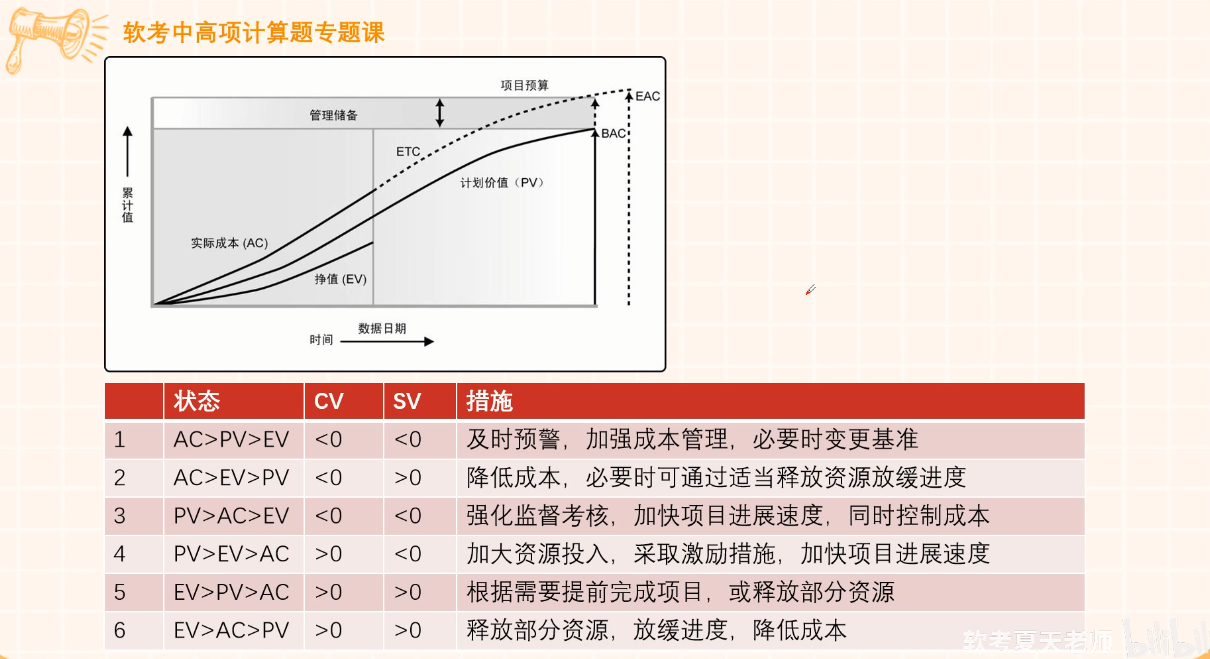 软考中高项计算题专题课
项目预算
EAC
管理储备
BAC
ETC
计划价值（PV）
累计值
实际成本 (AC)
挣值 (EV)
数据日期
时间
状态 CV SV 措施
1 AC>PV>EV <0 <0 及时预警，加强成本管理，必要时变更基准
2 AC>EV>PV <0 >0 降低成本，必要时可通过适当释放资源放缓进度
3 PV>AC>EV <0 <0 强化监督考核，加快项目进展速度，同时控制成本
4 PV>EV>AC >0 <0 加大资源投入，采取激励措施，加快项目进展速度
5 EV>PV>AC >0 >0 根据需要提前完成项目，或释放部分资源
6 EV>AC>PV >0 >0 释放部分资源，放缓进度，降低成本
软考夏天老师 bilibili